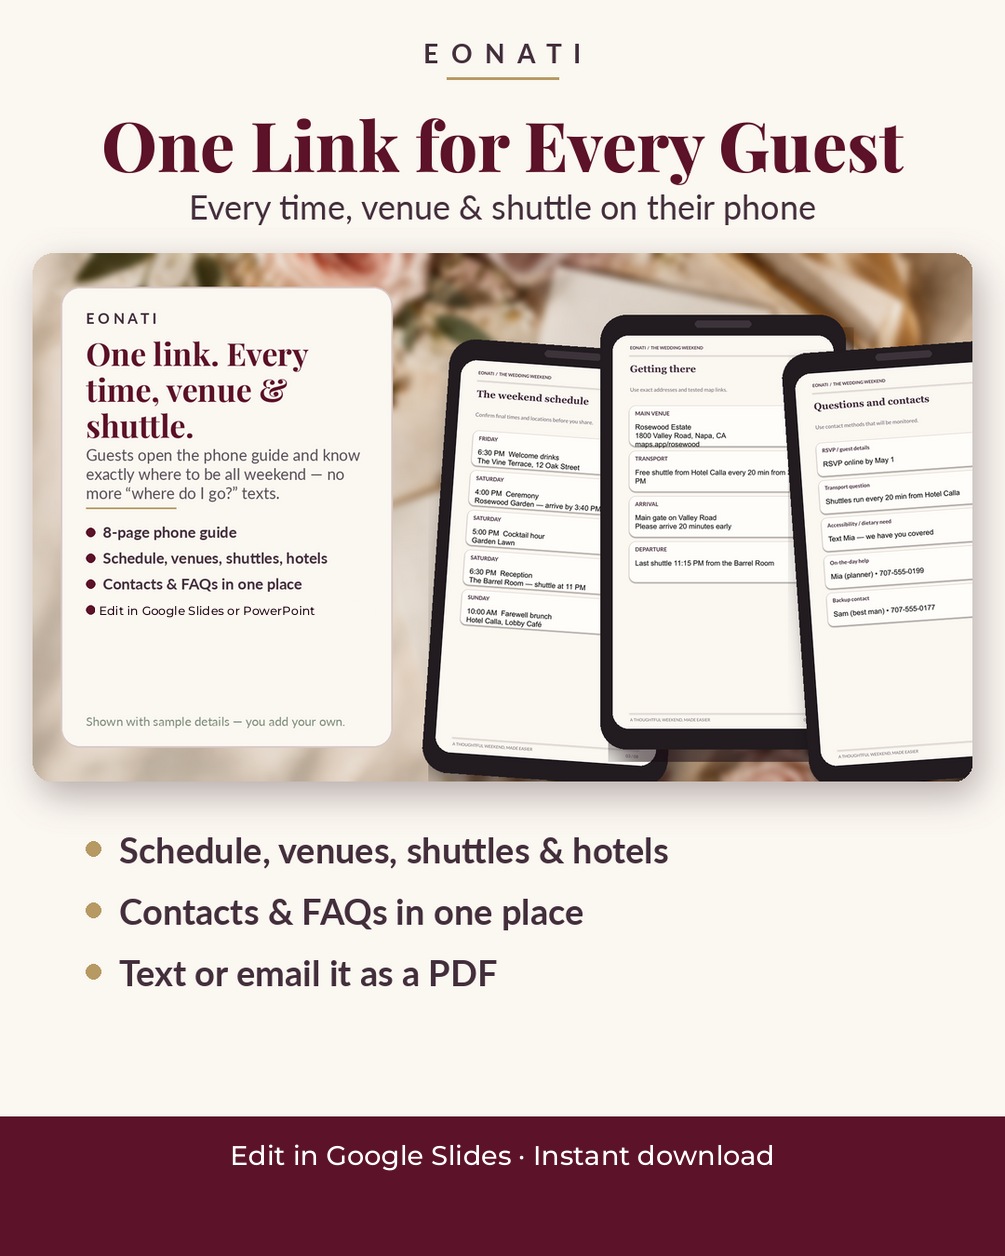 EONATI
One Link for Every Guest
Every time, venue & shuttle on their phone
EONATI
One link. Every
time, venue &
shuttle.
Guests open the phone guide and know
exactly where to be all weekend — no
more “where do I go?” texts.
8-page phone guide
Schedule, venues, shuttles, hotels
Contacts & FAQs in one place
Edit in Google Slides or PowerPoint
Shown with sample details — you add your own.
EONATI / THE WEDDING WEEKEND
The weekend schedule
Confirm final times and locations before you share.
FRIDAY
6:30 PM Welcome drinks
The Vine Terrace, 12 Oak Street
SATURDAY
4:00 PM Ceremony
Rosewood Garden — arrive by 3:40 PM
SATURDAY
5:00 PM Cocktail hour
Garden Lawn
SATURDAY
6:30 PM Reception
The Barrel Room — shuttle at 11 PM
SUNDAY
10:00 AM Farewell brunch
Hotel Calla, Lobby Café
A THOUGHTFUL WEEKEND, MADE EASIER
EONATI / THE WEDDING WEEKEND
Getting there
Use exact addresses and tested map links.
MAIN VENUE
Rosewood Estate
1800 Valley Road, Napa, CA
maps.app/rosewood
TRANSPORT
Free shuttle from Hotel Calla every 20 min from
PM
ARRIVAL
Main gate on Valley Road
Please arrive 20 minutes early
DEPARTURE
Last shuttle 11:15 PM from the Barrel Room
A THOUGHTFUL WEEKEND, MADE EASIER
EONATI / THE WEDDING WEEKEND
Questions and contacts
Use contact methods that will be monitored.
RSVP / guest details
RSVP online by May 1
Transport question
Shuttles run every 20 min from Hotel Calla
Accessibility / dietary need
Text Mia — we have you covered
On-the-day help
Mia (planner) • 707-555-0199
Backup contact
Sam (best man) • 707-555-0177
A THOUGHTFUL WEEKEND, MADE EASIER
Schedule, venues, shuttles & hotels
Contacts & FAQs in one place
Text or email it as a PDF
Edit in Google Slides · Instant download